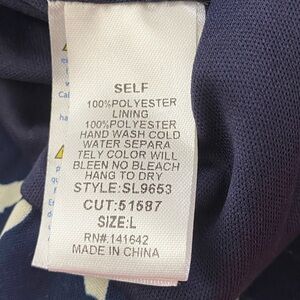 SELF
100%POLYESTER
LINING
100%POLYESTER
HAND WASH COLD
WATER SEPARA
TELY COLOR WILL
BLEEN NO BLEACH
HANG TO DRY
STYLE:SL9653
CUT:51587
SIZE:L
RN#:141642
MADE IN CHINA